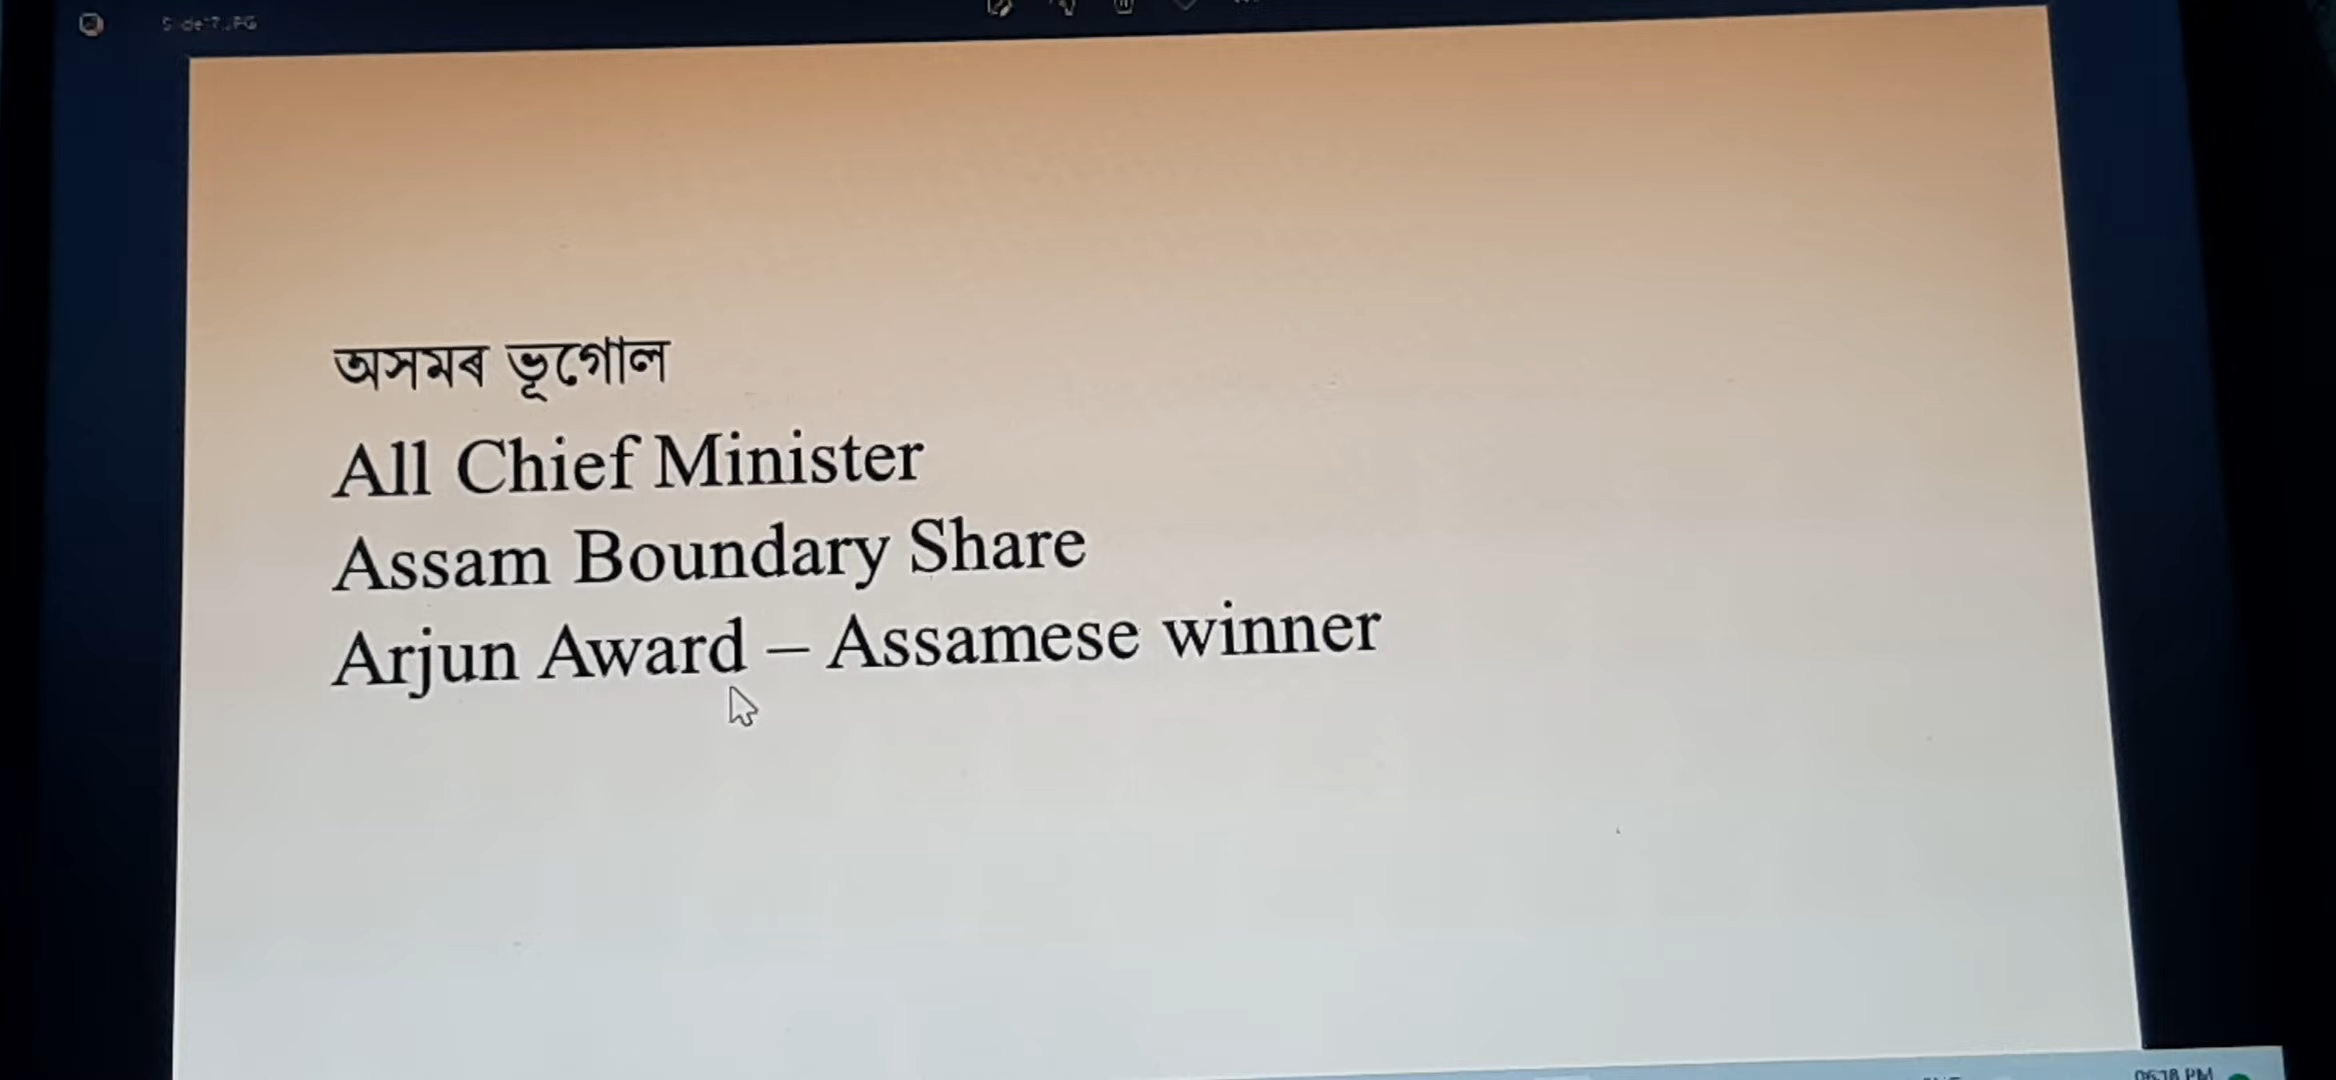 অসমৰ ভূগোল
All Chief Minister
Assam Boundary Share
Arjun Award – Assamese winner